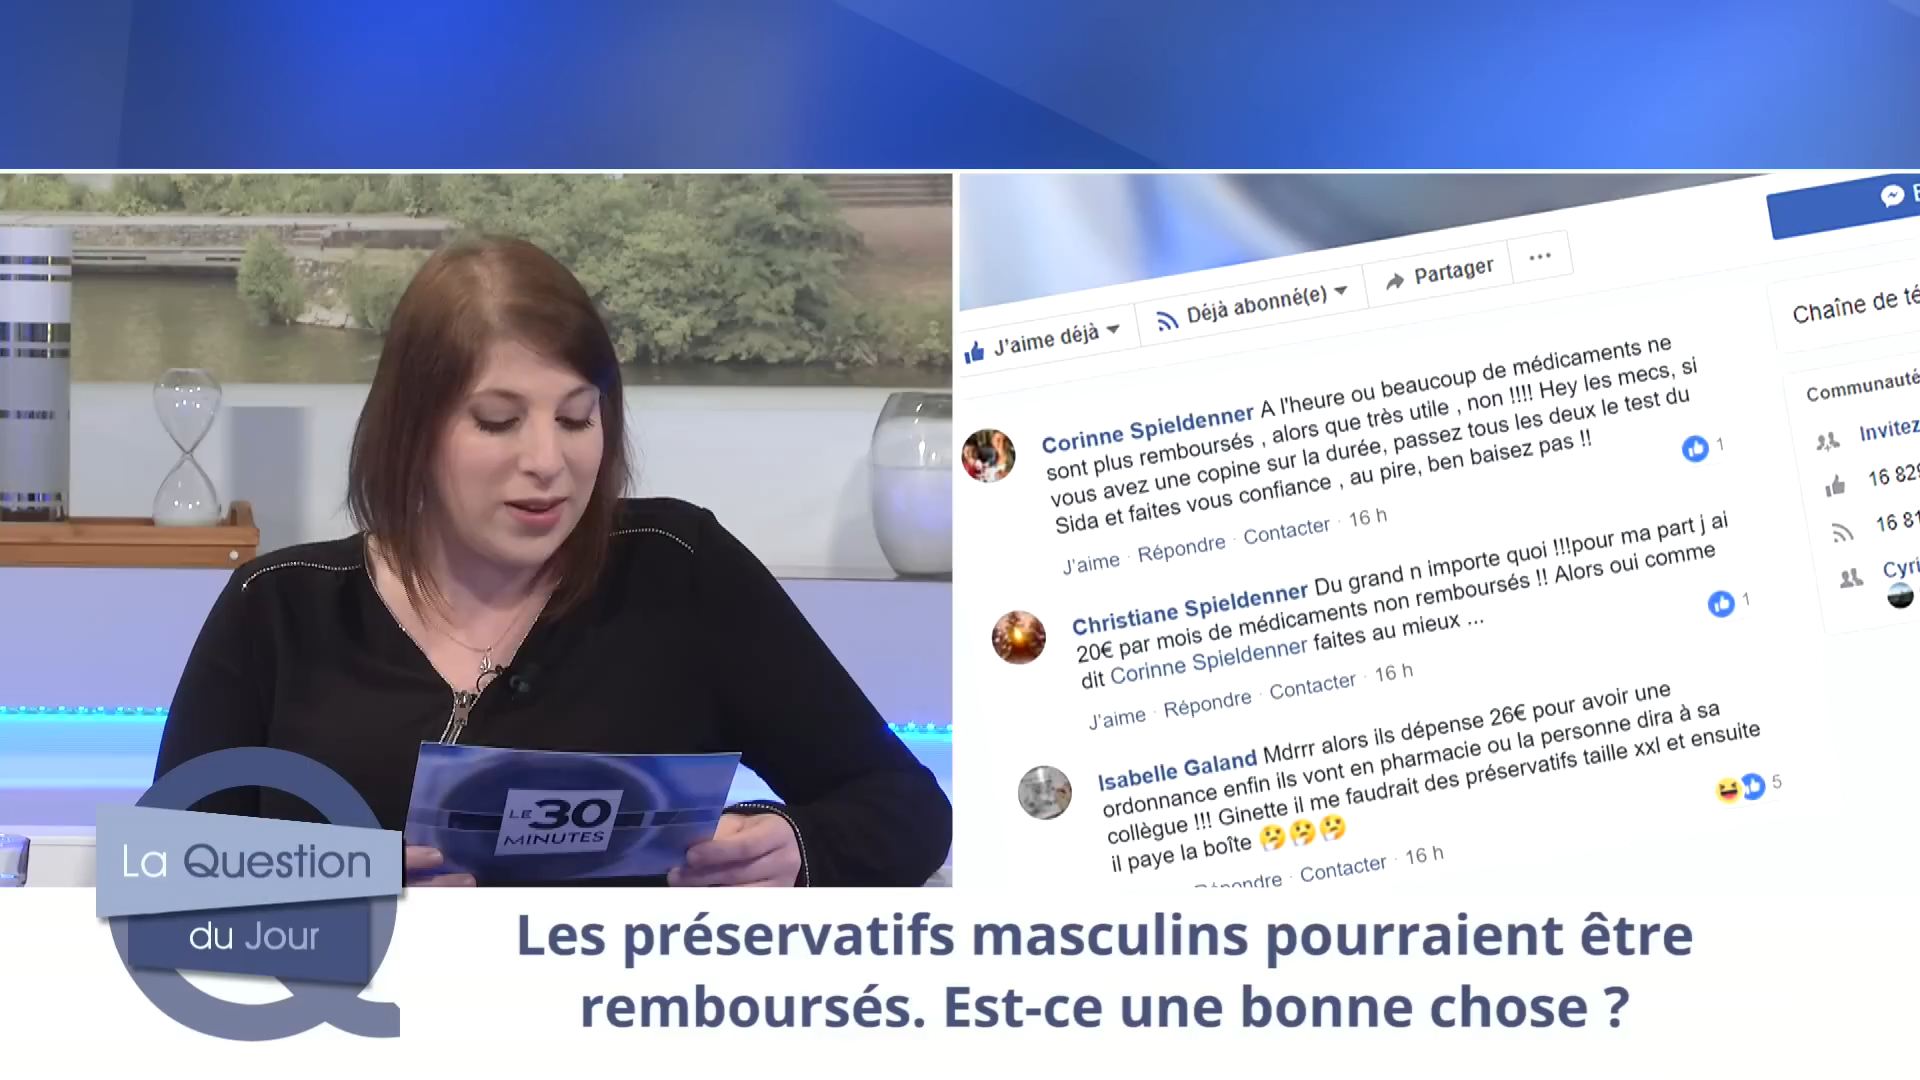 J'aime déjà
Déjà abonné(e)
Partager
...
Chaîne de
Communauté
Invitez
Corinne Spieldenner A l'heure ou beaucoup de médicaments ne
sont plus remboursés , alors que très utile , non !!!! Hey les mecs, si
vous avez une copine sur la durée, passez tous les deux le test du
Sida et faites vous confiance , au pire, ben baisez pas !!
1
J'aime · Répondre · Contacter · 16 h
Christiane Spieldenner Du grand n importe quoi !!!pour ma part j ai
20€ par mois de médicaments non remboursés !! Alors oui comme
dit Corinne Spieldenner faites au mieux ...
1
J'aime · Répondre · Contacter · 16 h
Isabelle Galand Mdrrr alors ils dépense 26€ pour avoir une
ordonnance enfin ils vont en pharmacie ou la personne dira à sa
collègue !!! Ginette il me faudrait des préservatifs taille xxl et ensuite
il paye la boîte 🤔🤔🤔
5
Répondre · Contacter · 16 h
LE 30
MINUTES
La Question
du Jour
Les préservatifs masculins pourraient être
remboursés. Est-ce une bonne chose ?